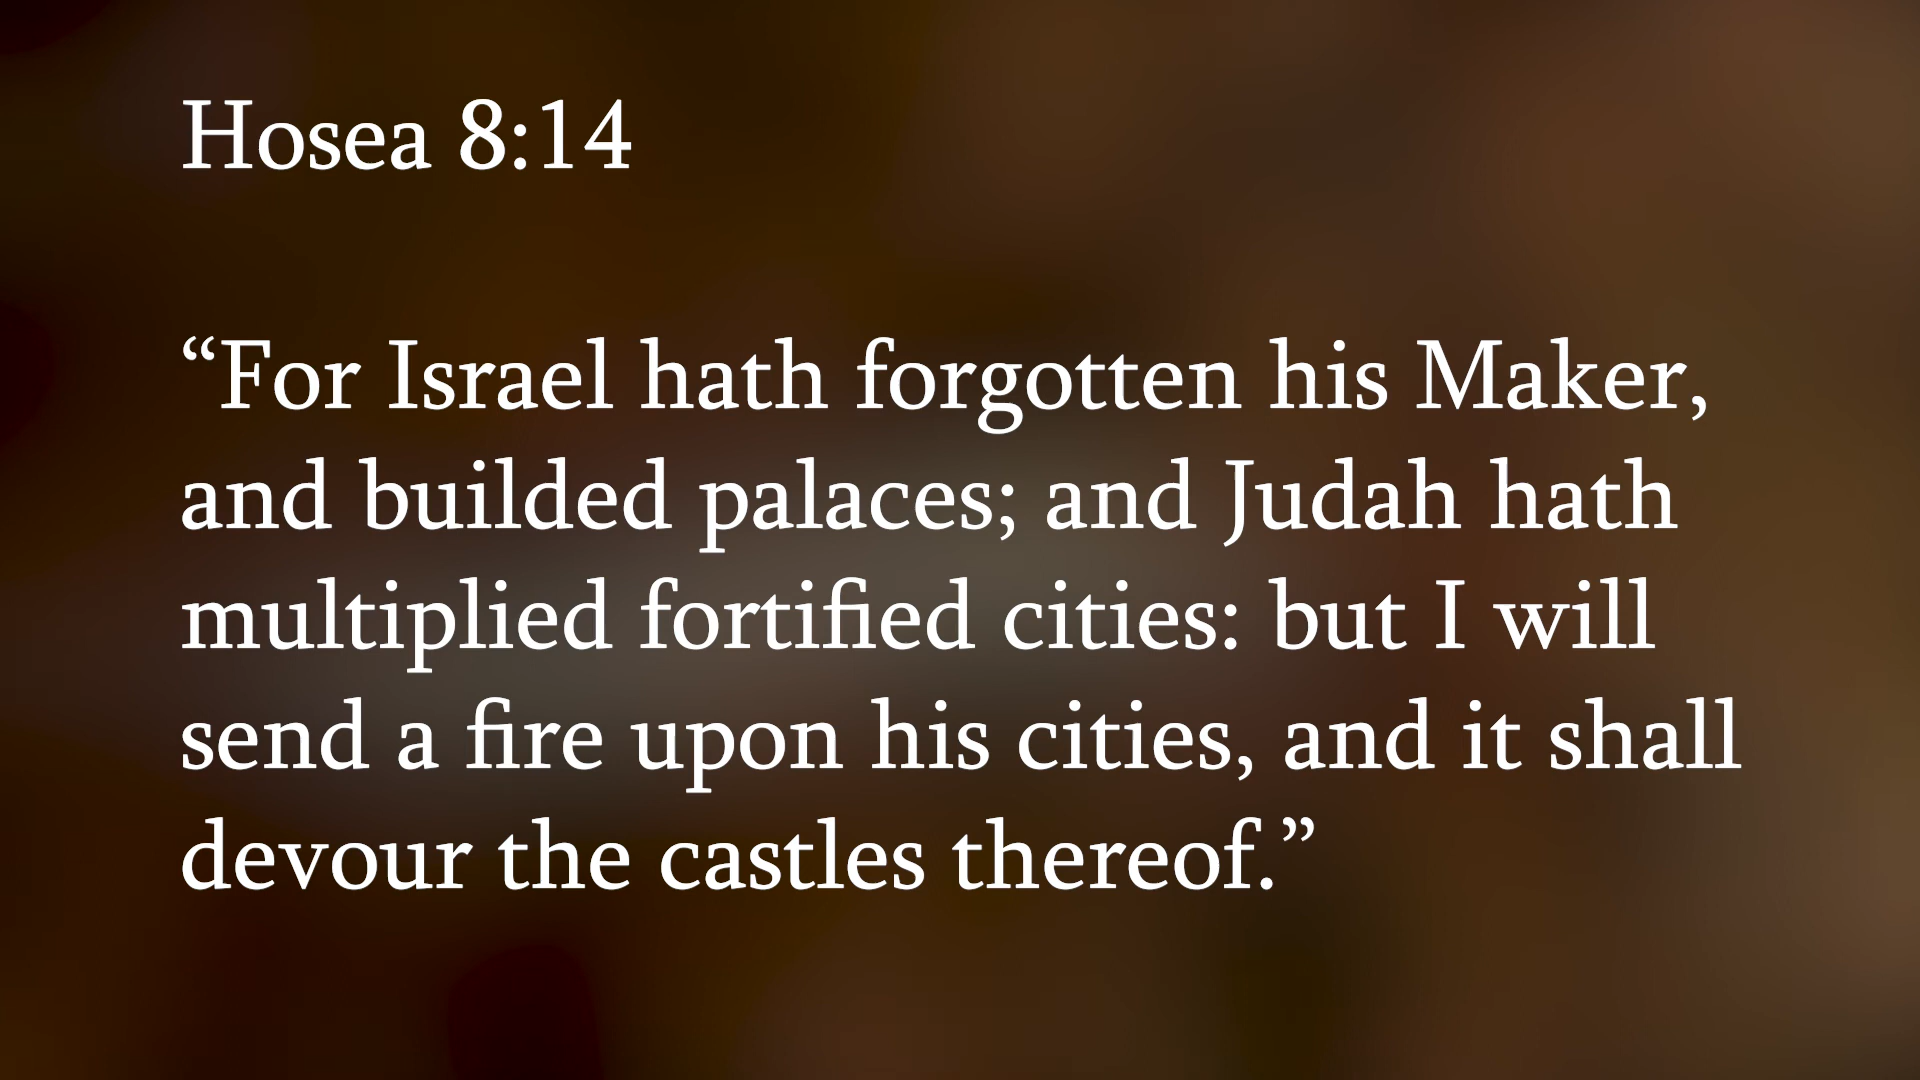 Hosea 8:14
“For Israel hath forgotten his Maker,
and builded palaces; and Judah hath
multiplied fortified cities: but I will
send a fire upon his cities, and it shall
devour the castles thereof.”